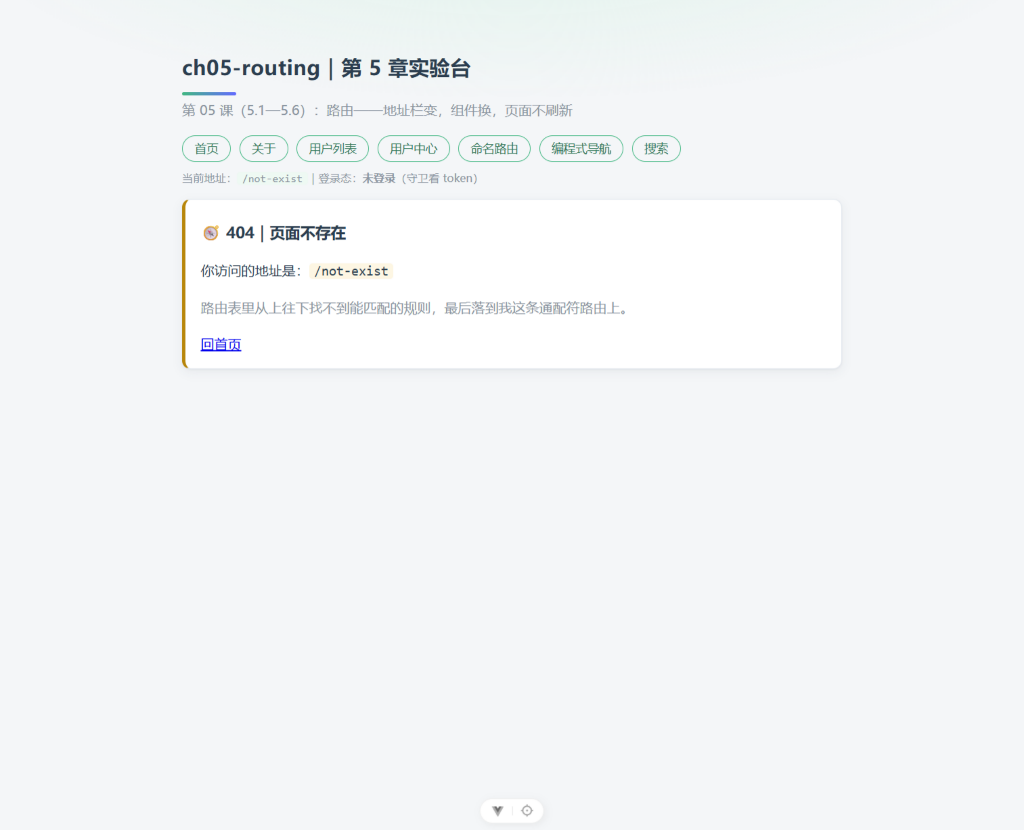 ch05-routing | 第 5 章实验台
第 05 课（5.1—5.6）：路由——地址栏变，组件换，页面不刷新
首页 关于 用户列表 用户中心 命名路由 编程式导航 搜索
当前地址： /not-exist | 登录态：未登录（守卫看 token）
404 | 页面不存在
你访问的地址是： /not-exist
路由表里从上往下找不到能匹配的规则，最后落到我这条通配符路由上。
回首页